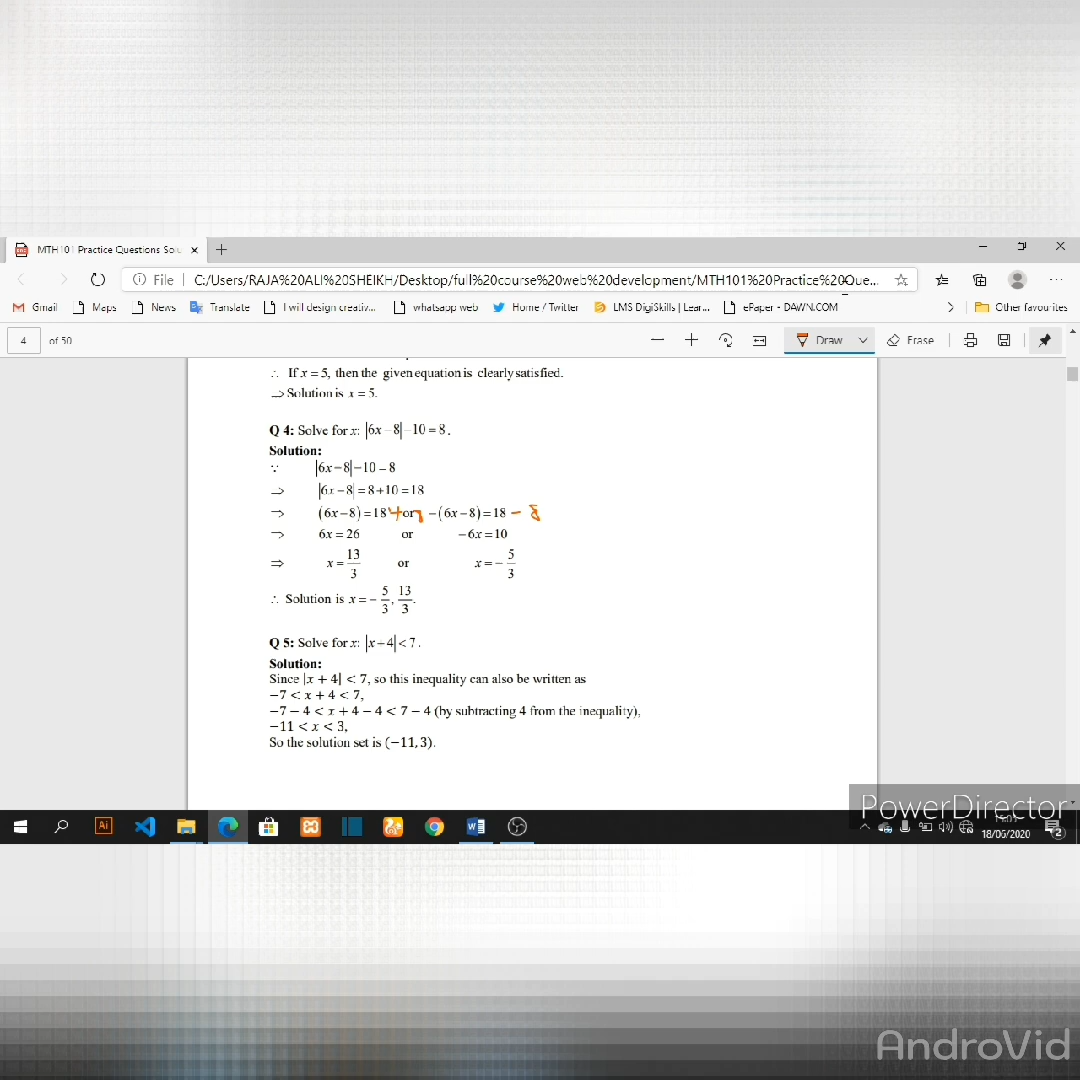 MTH101 Practice Questions Solu
File | C:/Users/RAJA%20ALI%20SHEIKH/Desktop/full%20course%20web%20development/MTH101%20Practice%20Que...
Gmail Maps News Translate I will design creativ... whatsapp web Home / Twitter LMS DigiSkills | Lear... ePaper - DAWN.COM Other favourites
4 of 50 Draw Erase
∴ If x = 5, then the given equation is clearly satisfied.
⇒ Solution is x = 5.
Q 4: Solve for x: |6x−8|−10=8.
Solution:
∵ |6x−8|−10=8
⇒ |6x−8|=8+10=18
⇒ (6x−8)=18 or −(6x−8)=18 − 8
⇒ 6x=26 or −6x=10
⇒ x=13/3 or x=−5/3
∴ Solution is x=−5/3, 13/3.
Q 5: Solve for x: |x+4|<7.
Solution:
Since |x + 4| < 7, so this inequality can also be written as
−7 < x + 4 < 7,
−7 − 4 < x + 4 − 4 < 7 − 4 (by subtracting 4 from the inequality),
−11 < x < 3,
So the solution set is (−11, 3).
PowerDirector
Ai
18/06/2020 2
AndroVid